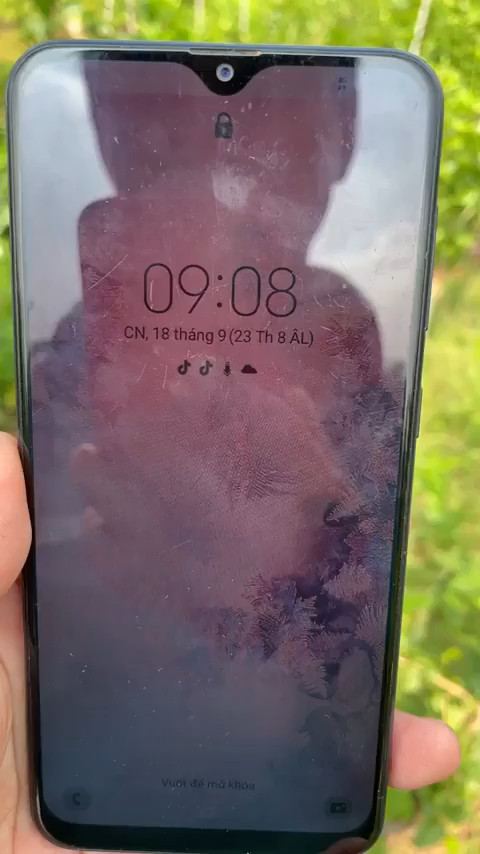 09:08
CN, 18 tháng 9 (23 Th 8 ÂL)
Vuốt để mở khóa